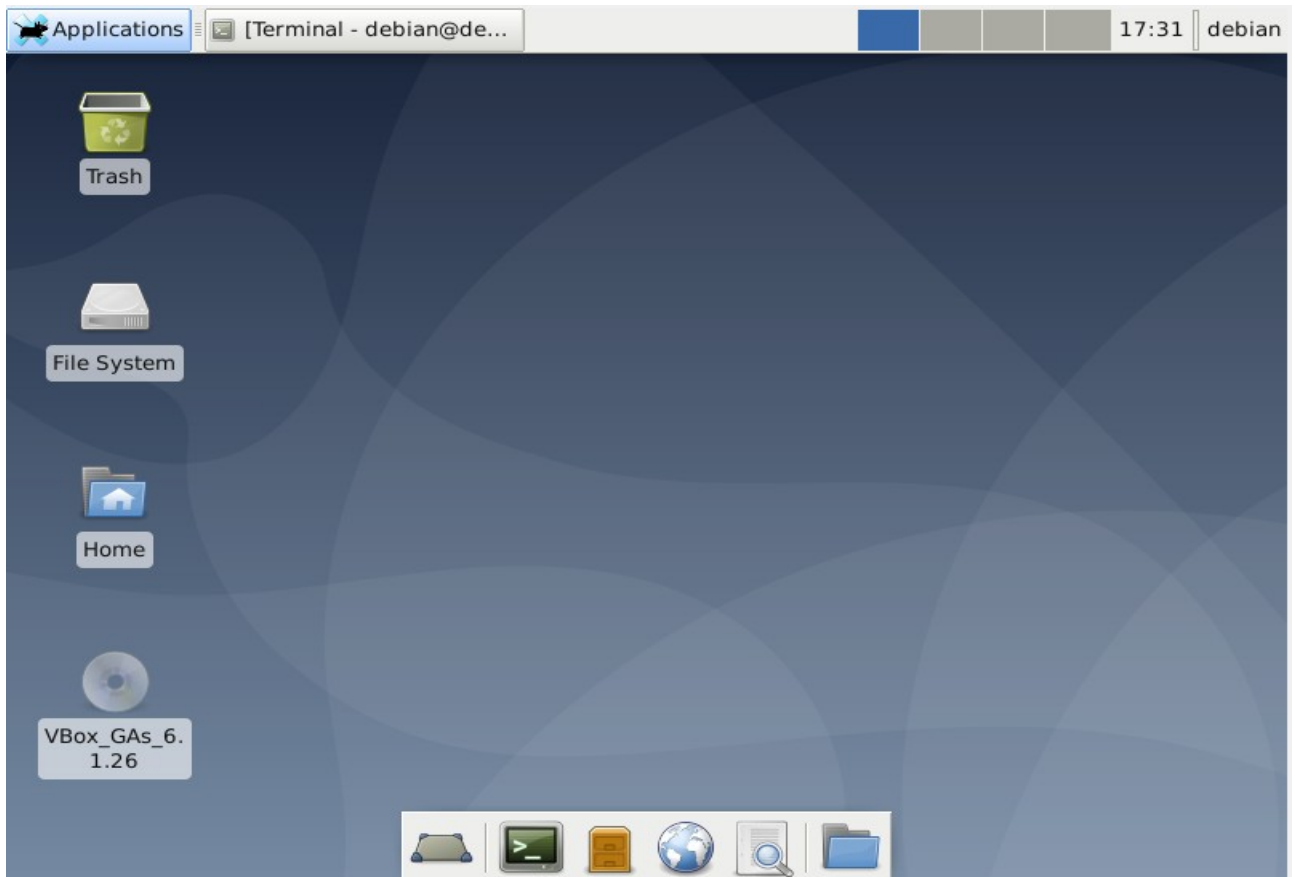 Applications
[Terminal - debian@de...
17:31
debian
Trash
File System
Home
VBox_GAs_6.
1.26
>_